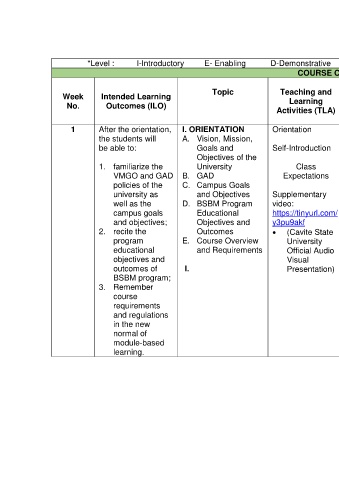 *Level :     I-Introductory     E- Enabling     D-Demonstrative
COURSE C
Week
No.
Intended Learning
Outcomes (ILO)
Topic
Teaching and
Learning
Activities (TLA)
1
After the orientation,
the students will
be able to:
1. familiarize the
VMGO and GAD
policies of the
university as
well as the
campus goals
and objectives;
2. recite the
program
educational
objectives and
outcomes of
BSBM program;
3. Remember
course
requirements
and regulations
in the new
normal of
module-based
learning.
I. ORIENTATION
A. Vision, Mission,
Goals and
Objectives of the
University
B. GAD
C. Campus Goals
and Objectives
D. BSBM Program
Educational
Objectives and
Outcomes
E. Course Overview
and Requirements
I.
Orientation
Self-Introduction
Class
Expectations
Supplementary
video:
https://tinyurl.com/
y3pu9akf
• (Cavite State
University
Official Audio
Visual
Presentation)